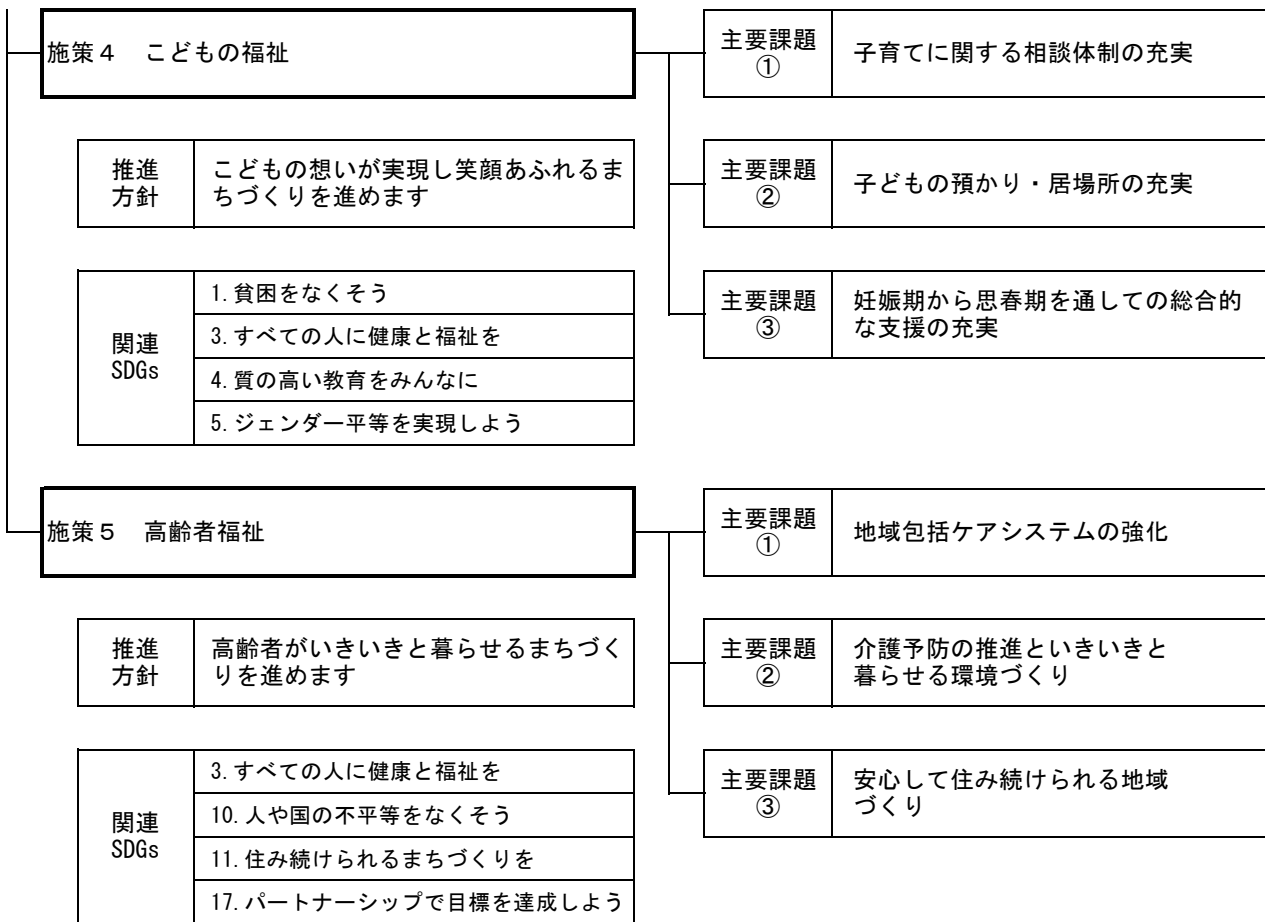 施策４　こどもの福祉
主要課題
①
子育てに関する相談体制の充実
推進
方針
こどもの想いが実現し笑顔あふれるま
ちづくりを進めます
主要課題
②
子どもの預かり・居場所の充実
関連
SDGs
1.貧困をなくそう
3.すべての人に健康と福祉を
4.質の高い教育をみんなに
5.ジェンダー平等を実現しよう
主要課題
③
妊娠期から思春期を通しての総合的
な支援の充実
施策５　高齢者福祉
主要課題
①
地域包括ケアシステムの強化
推進
方針
高齢者がいきいきと暮らせるまちづく
りを進めます
主要課題
②
介護予防の推進といきいきと
暮らせる環境づくり
関連
SDGs
3.すべての人に健康と福祉を
10.人や国の不平等をなくそう
11.住み続けられるまちづくりを
17.パートナーシップで目標を達成しよう
主要課題
③
安心して住み続けられる地域
づくり